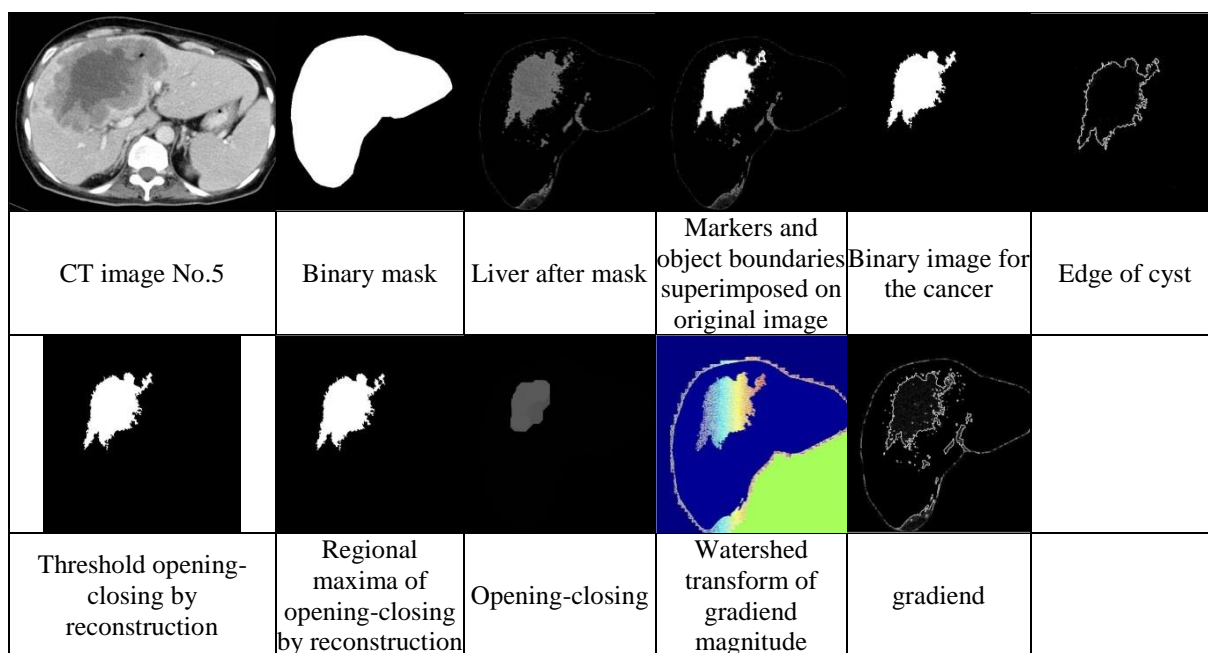 CT image No.5
Binary mask
Liver after mask
Markers and
object boundaries
superimposed on
original image
Binary image for
the cancer
Edge of cyst
Threshold opening-
closing by
reconstruction
Regional
maxima of
opening-closing
by reconstruction
Opening-closing
Watershed
transform of
gradiend
magnitude
gradiend